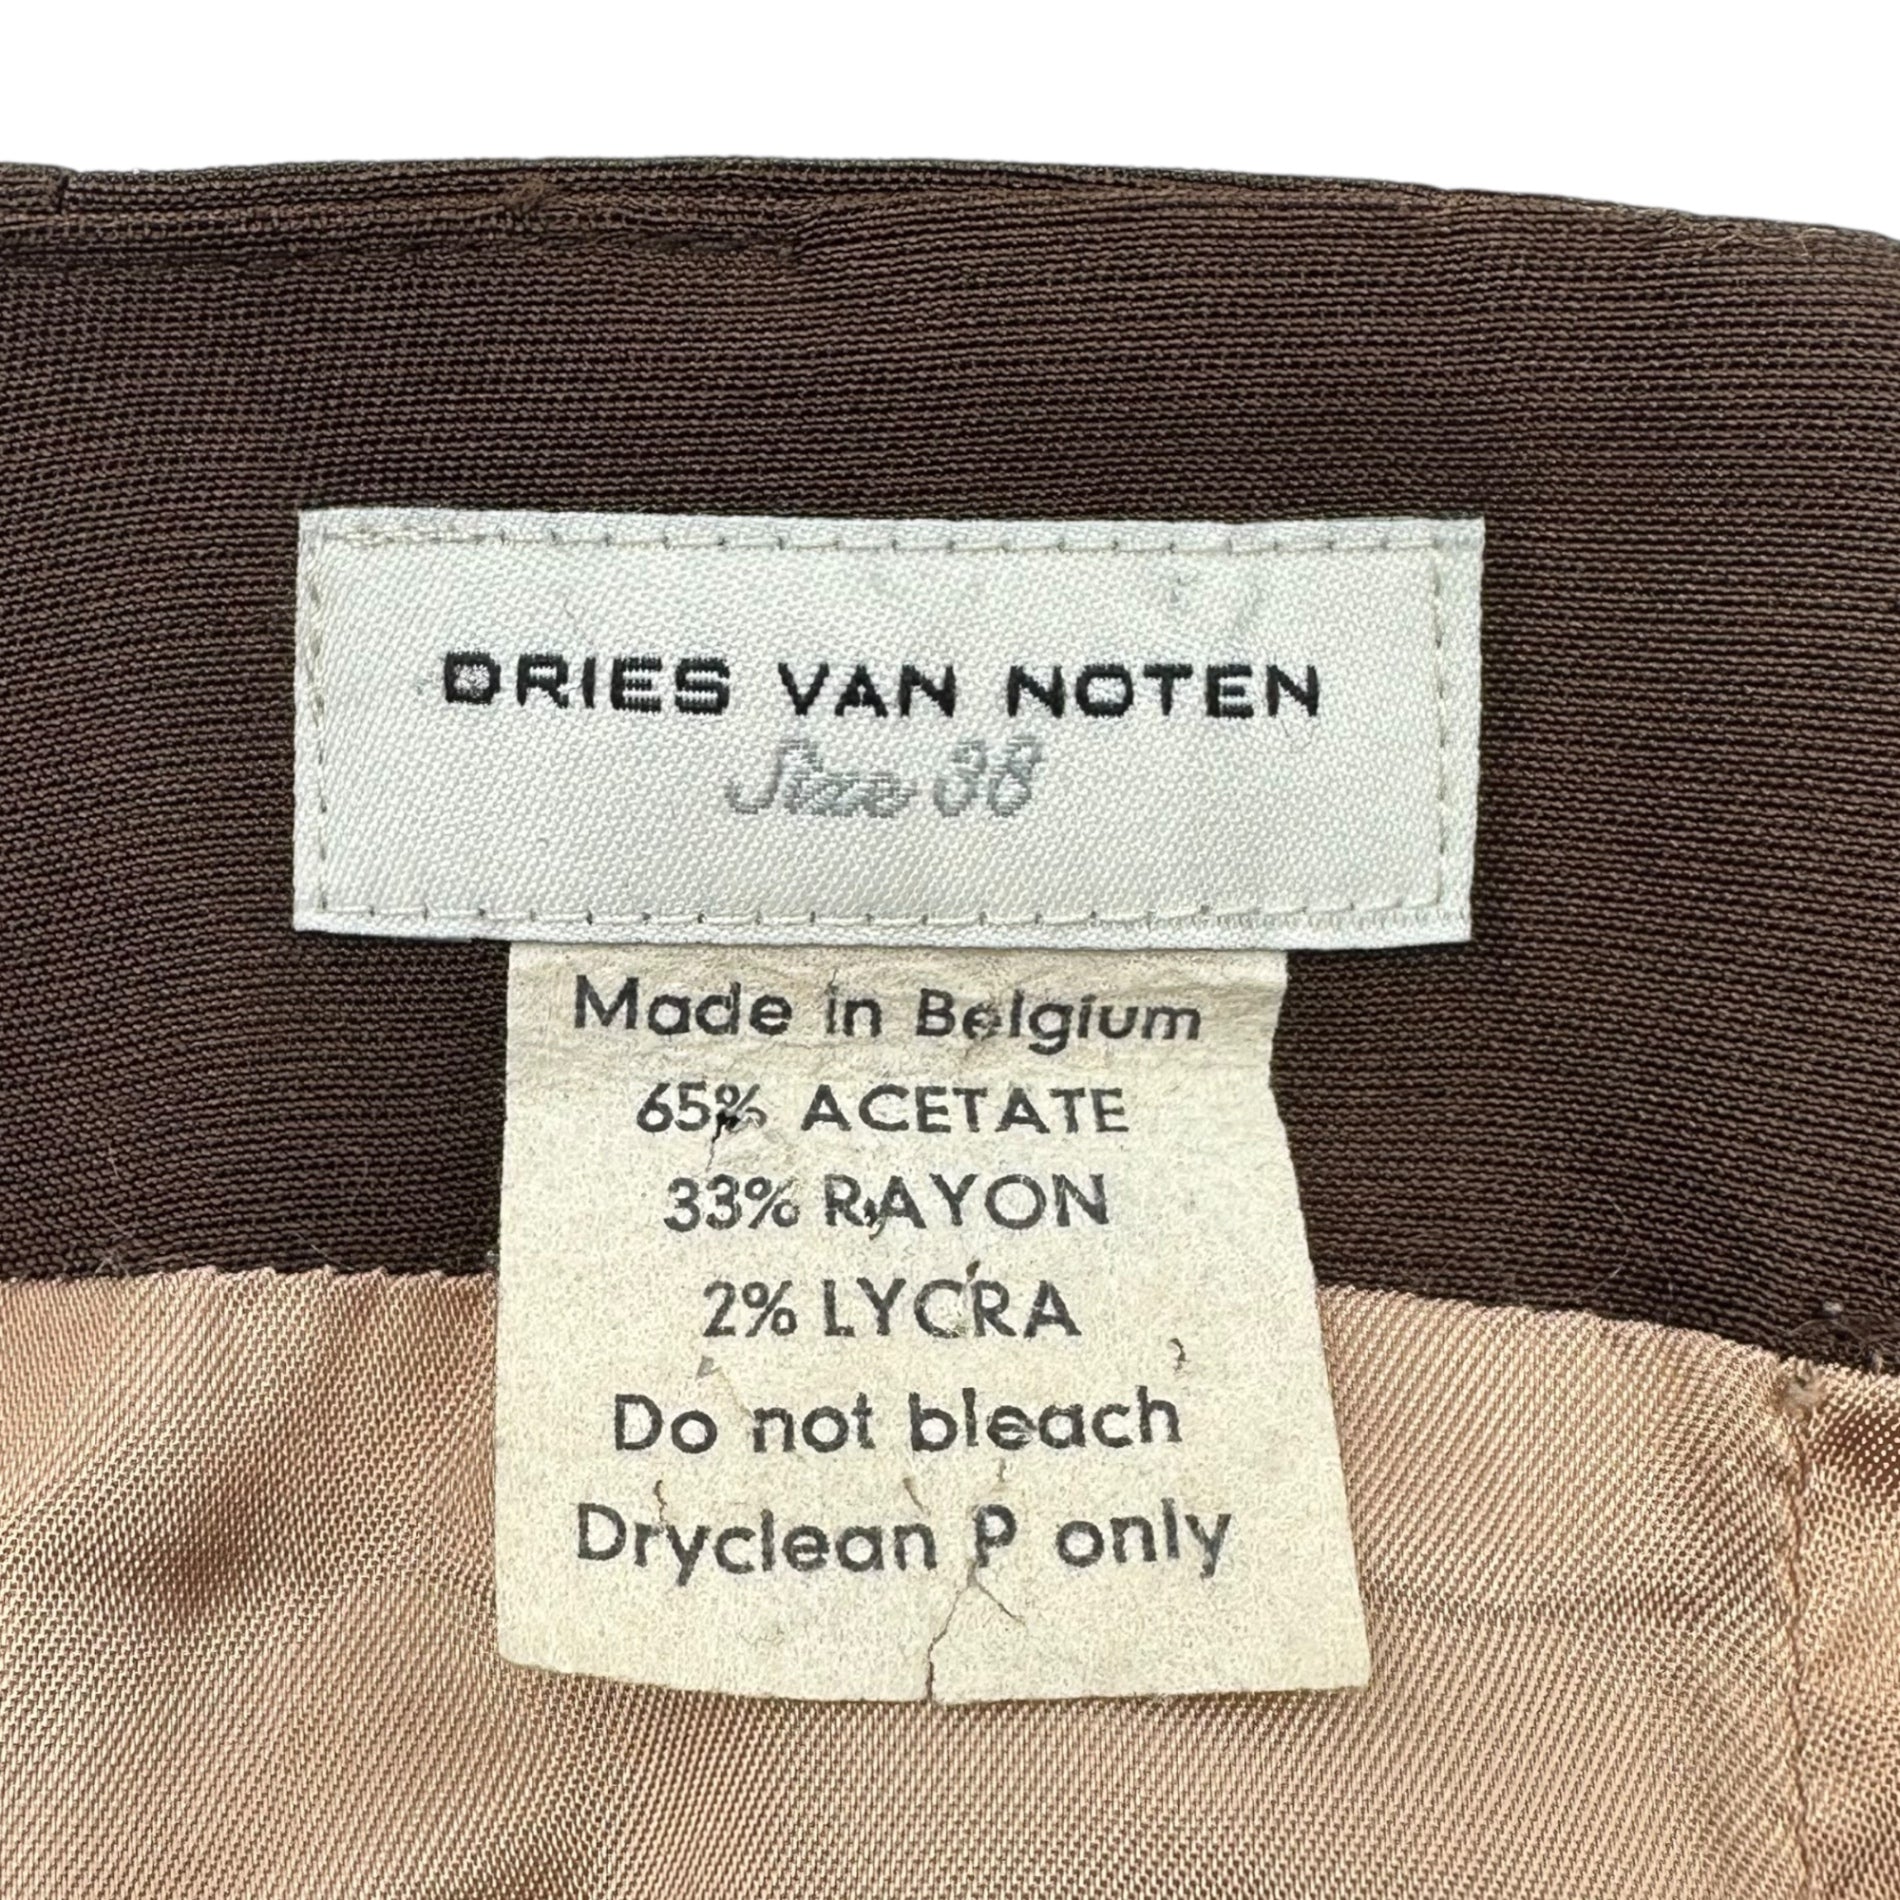 DRIES VAN NOTEN
Size 38
Made in Belgium
65% ACETATE
33% RAYON
2% LYCRA
Do not bleach
Dryclean P only